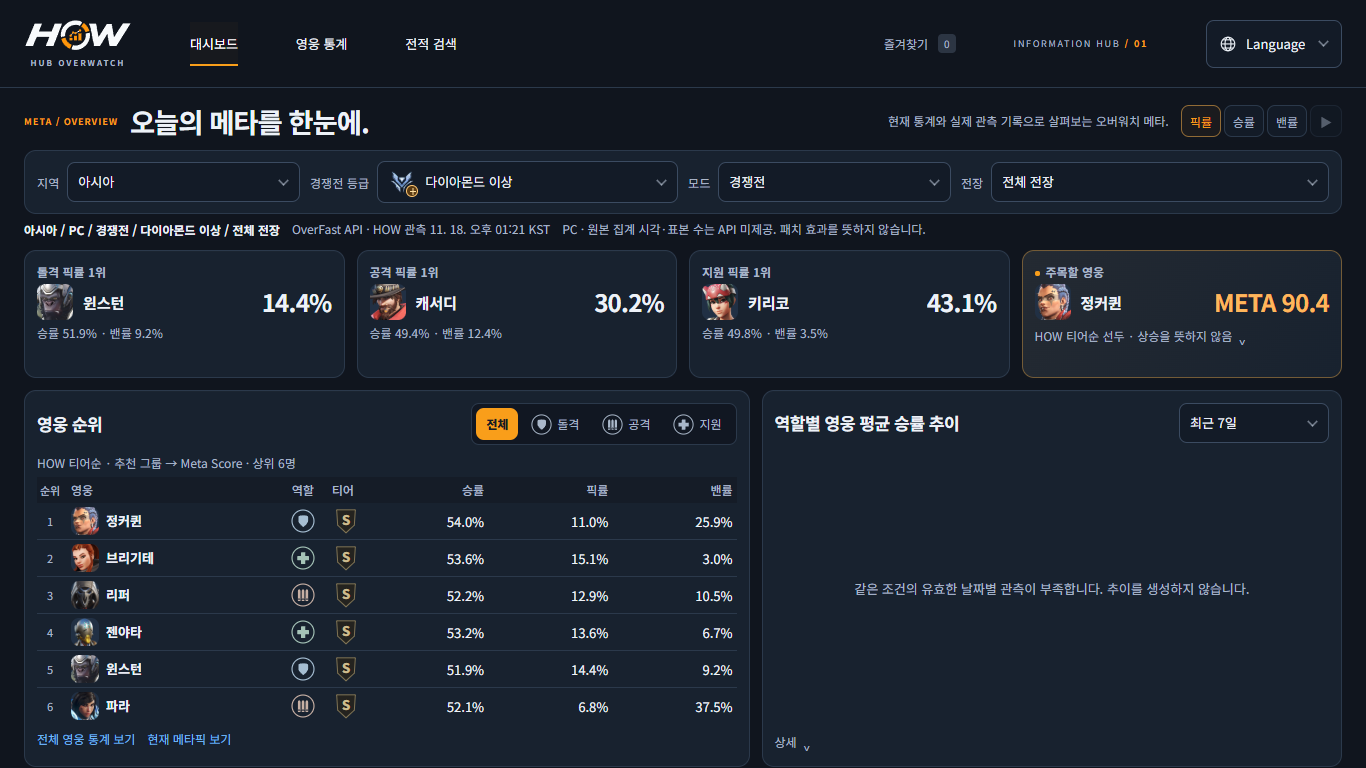 HOW
HUB OVERWATCH
대시보드
영웅 통계
전적 검색
즐겨찾기 0
INFORMATION HUB / 01
Language
META / OVERVIEW
오늘의 메타를 한눈에.
현재 통계와 실제 관측 기록으로 살펴보는 오버워치 메타.
픽률
승률
밴률
지역 아시아
경쟁전 등급 다이아몬드 이상
모드 경쟁전
전장 전체 전장
아시아 / PC / 경쟁전 / 다이아몬드 이상 / 전체 전장 OverFast API · HOW 관측 11. 18. 오후 01:21 KST PC · 원본 집계 시각·표본 수는 API 미제공. 패치 효과를 뜻하지 않습니다.
돌격 픽률 1위
윈스턴 14.4%
승률 51.9% · 밴률 9.2%
공격 픽률 1위
캐서디 30.2%
승률 49.4% · 밴률 12.4%
지원 픽률 1위
키리코 43.1%
승률 49.8% · 밴률 3.5%
주목할 영웅
정커퀸 META 90.4
HOW 티어순 선두 · 상승을 뜻하지 않음
영웅 순위
전체 돌격 공격 지원
HOW 티어순 · 추천 그룹 → Meta Score · 상위 6명
순위 영웅 역할 티어 승률 픽률 밴률
1 정커퀸 S 54.0% 11.0% 25.9%
2 브리기테 S 53.6% 15.1% 3.0%
3 리퍼 S 52.2% 12.9% 10.5%
4 젠야타 S 53.2% 13.6% 6.7%
5 윈스턴 S 51.9% 14.4% 9.2%
6 파라 S 52.1% 6.8% 37.5%
전체 영웅 통계 보기 현재 메타픽 보기
역할별 영웅 평균 승률 추이
최근 7일
같은 조건의 유효한 날짜별 관측이 부족합니다. 추이를 생성하지 않습니다.
상세